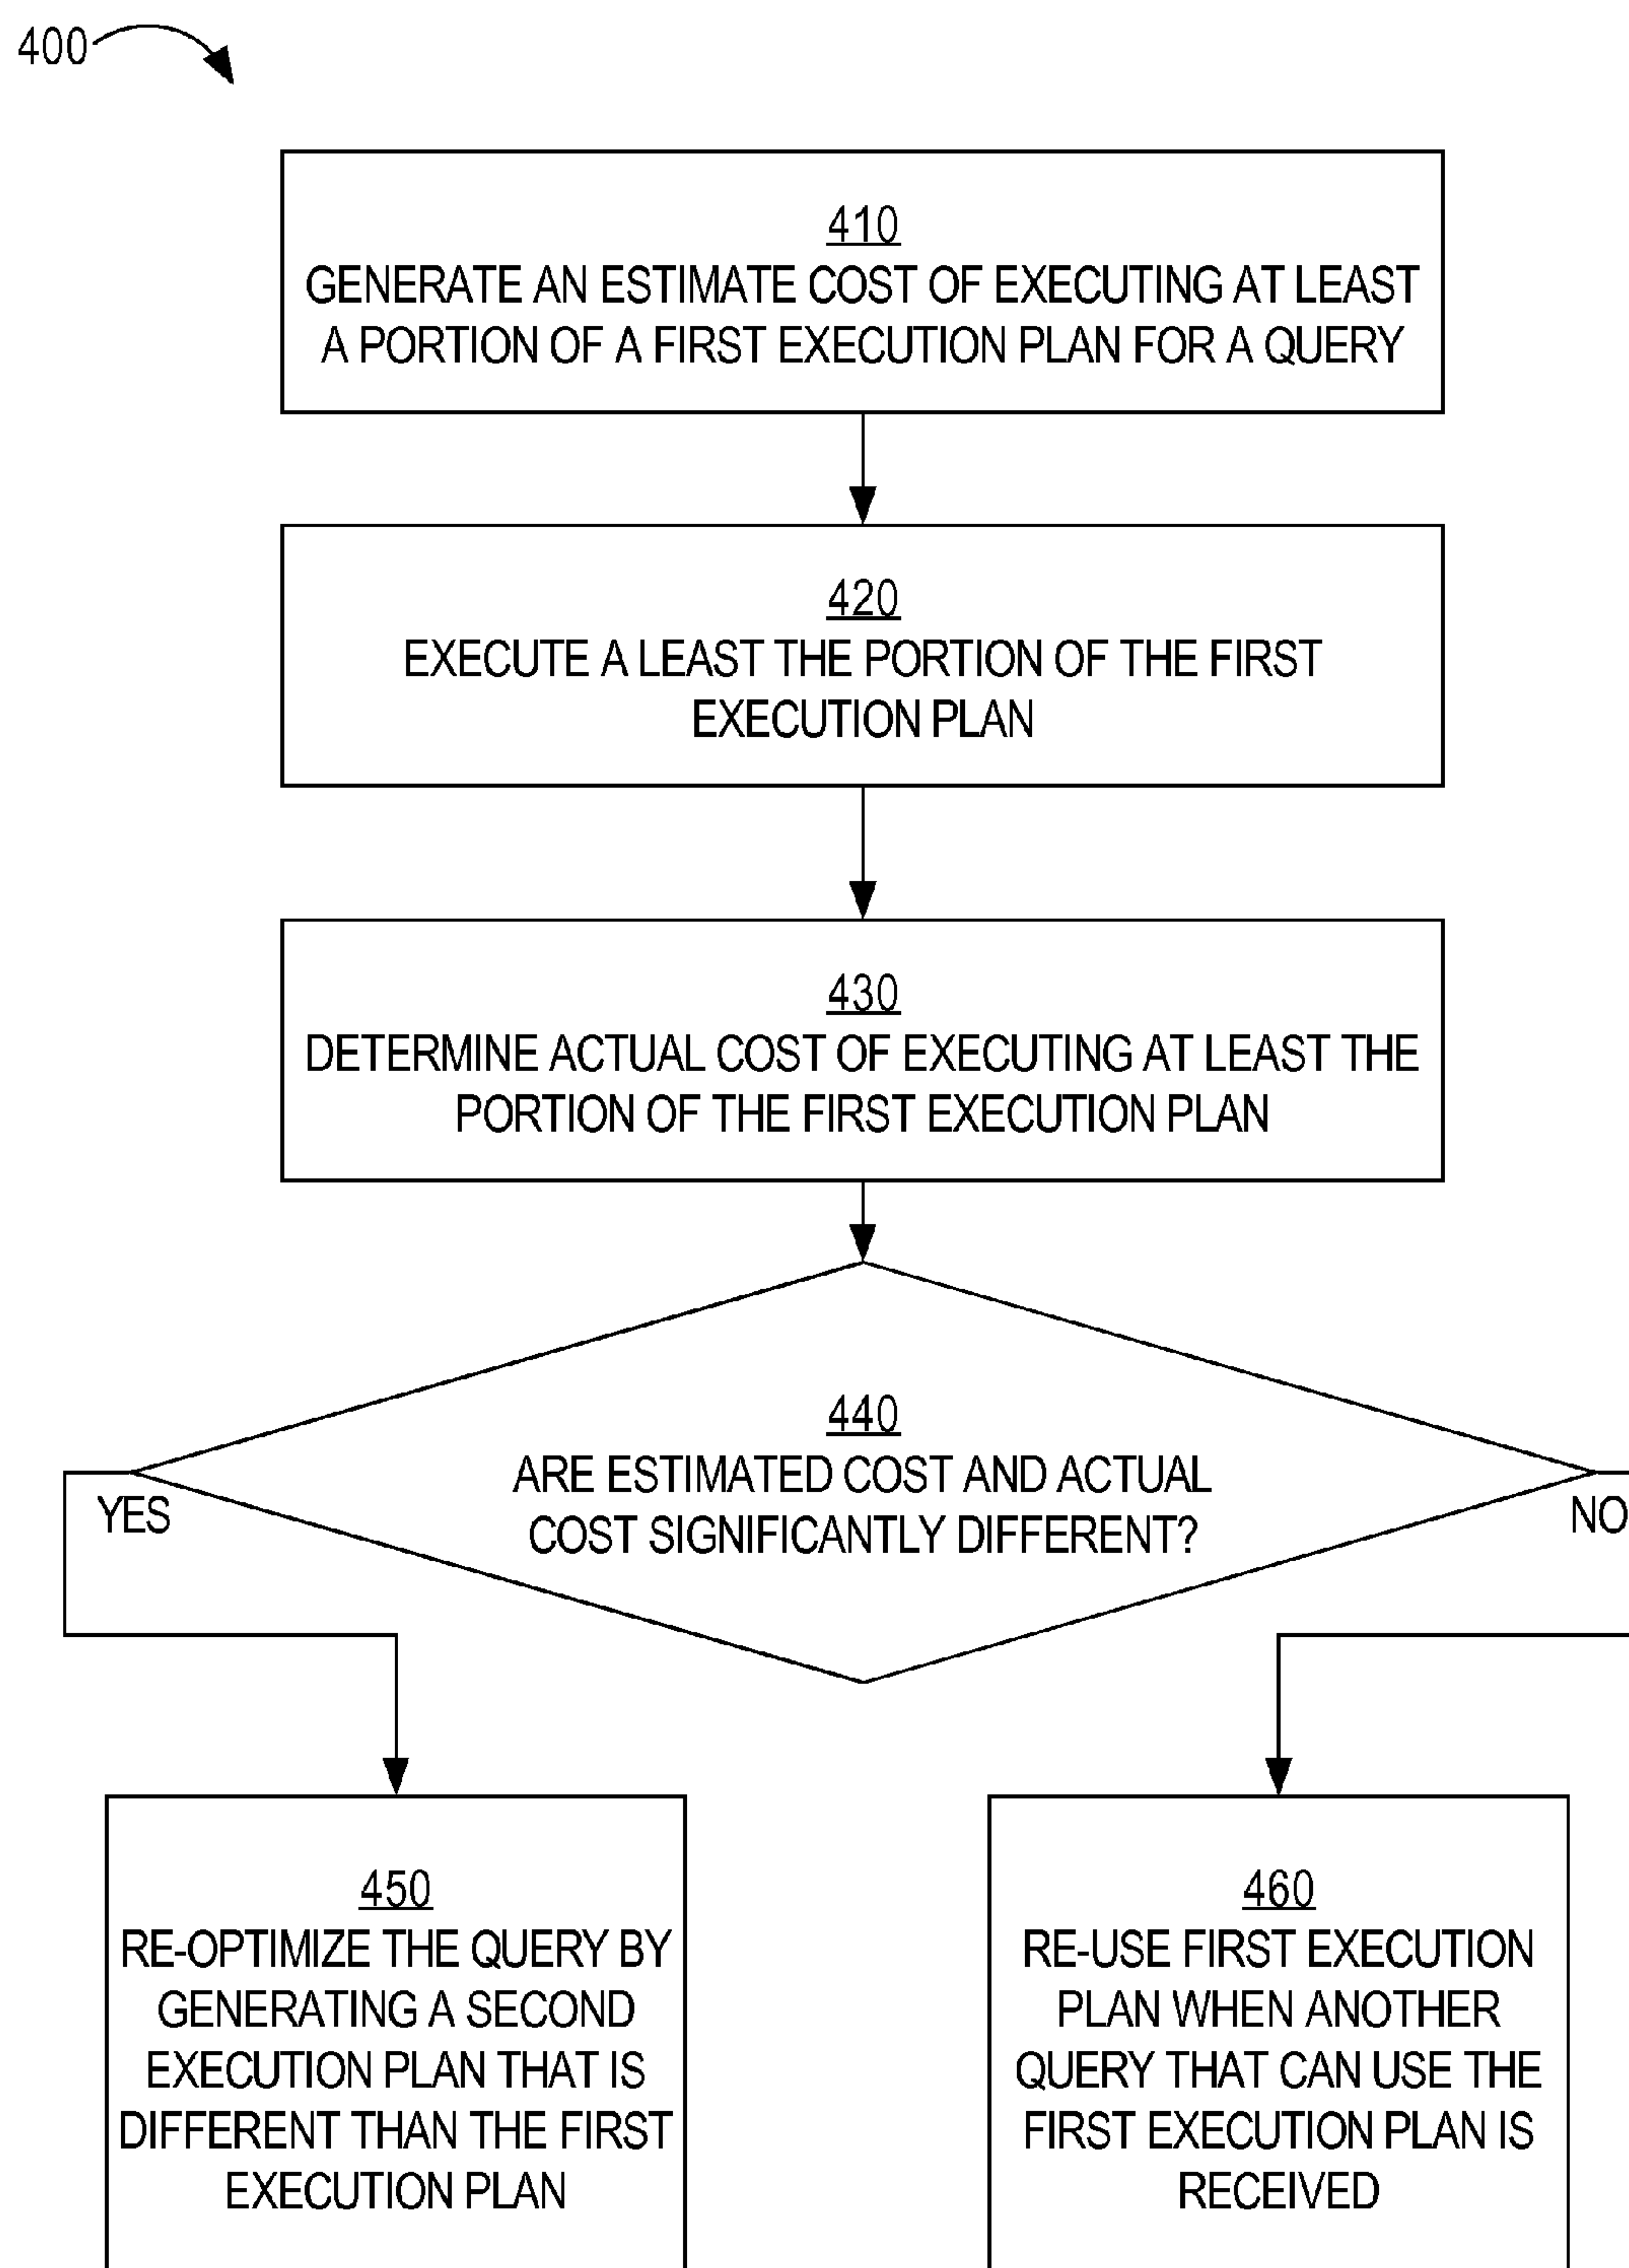 400
410
GENERATE AN ESTIMATE COST OF EXECUTING AT LEAST
A PORTION OF A FIRST EXECUTION PLAN FOR A QUERY
420
EXECUTE A LEAST THE PORTION OF THE FIRST
EXECUTION PLAN
430
DETERMINE ACTUAL COST OF EXECUTING AT LEAST THE
PORTION OF THE FIRST EXECUTION PLAN
440
ARE ESTIMATED COST AND ACTUAL
COST SIGNIFICANTLY DIFFERENT?
YES
NO
450
RE-OPTIMIZE THE QUERY BY
GENERATING A SECOND
EXECUTION PLAN THAT IS
DIFFERENT THAN THE FIRST
EXECUTION PLAN
460
RE-USE FIRST EXECUTION
PLAN WHEN ANOTHER
QUERY THAT CAN USE THE
FIRST EXECUTION PLAN IS
RECEIVED